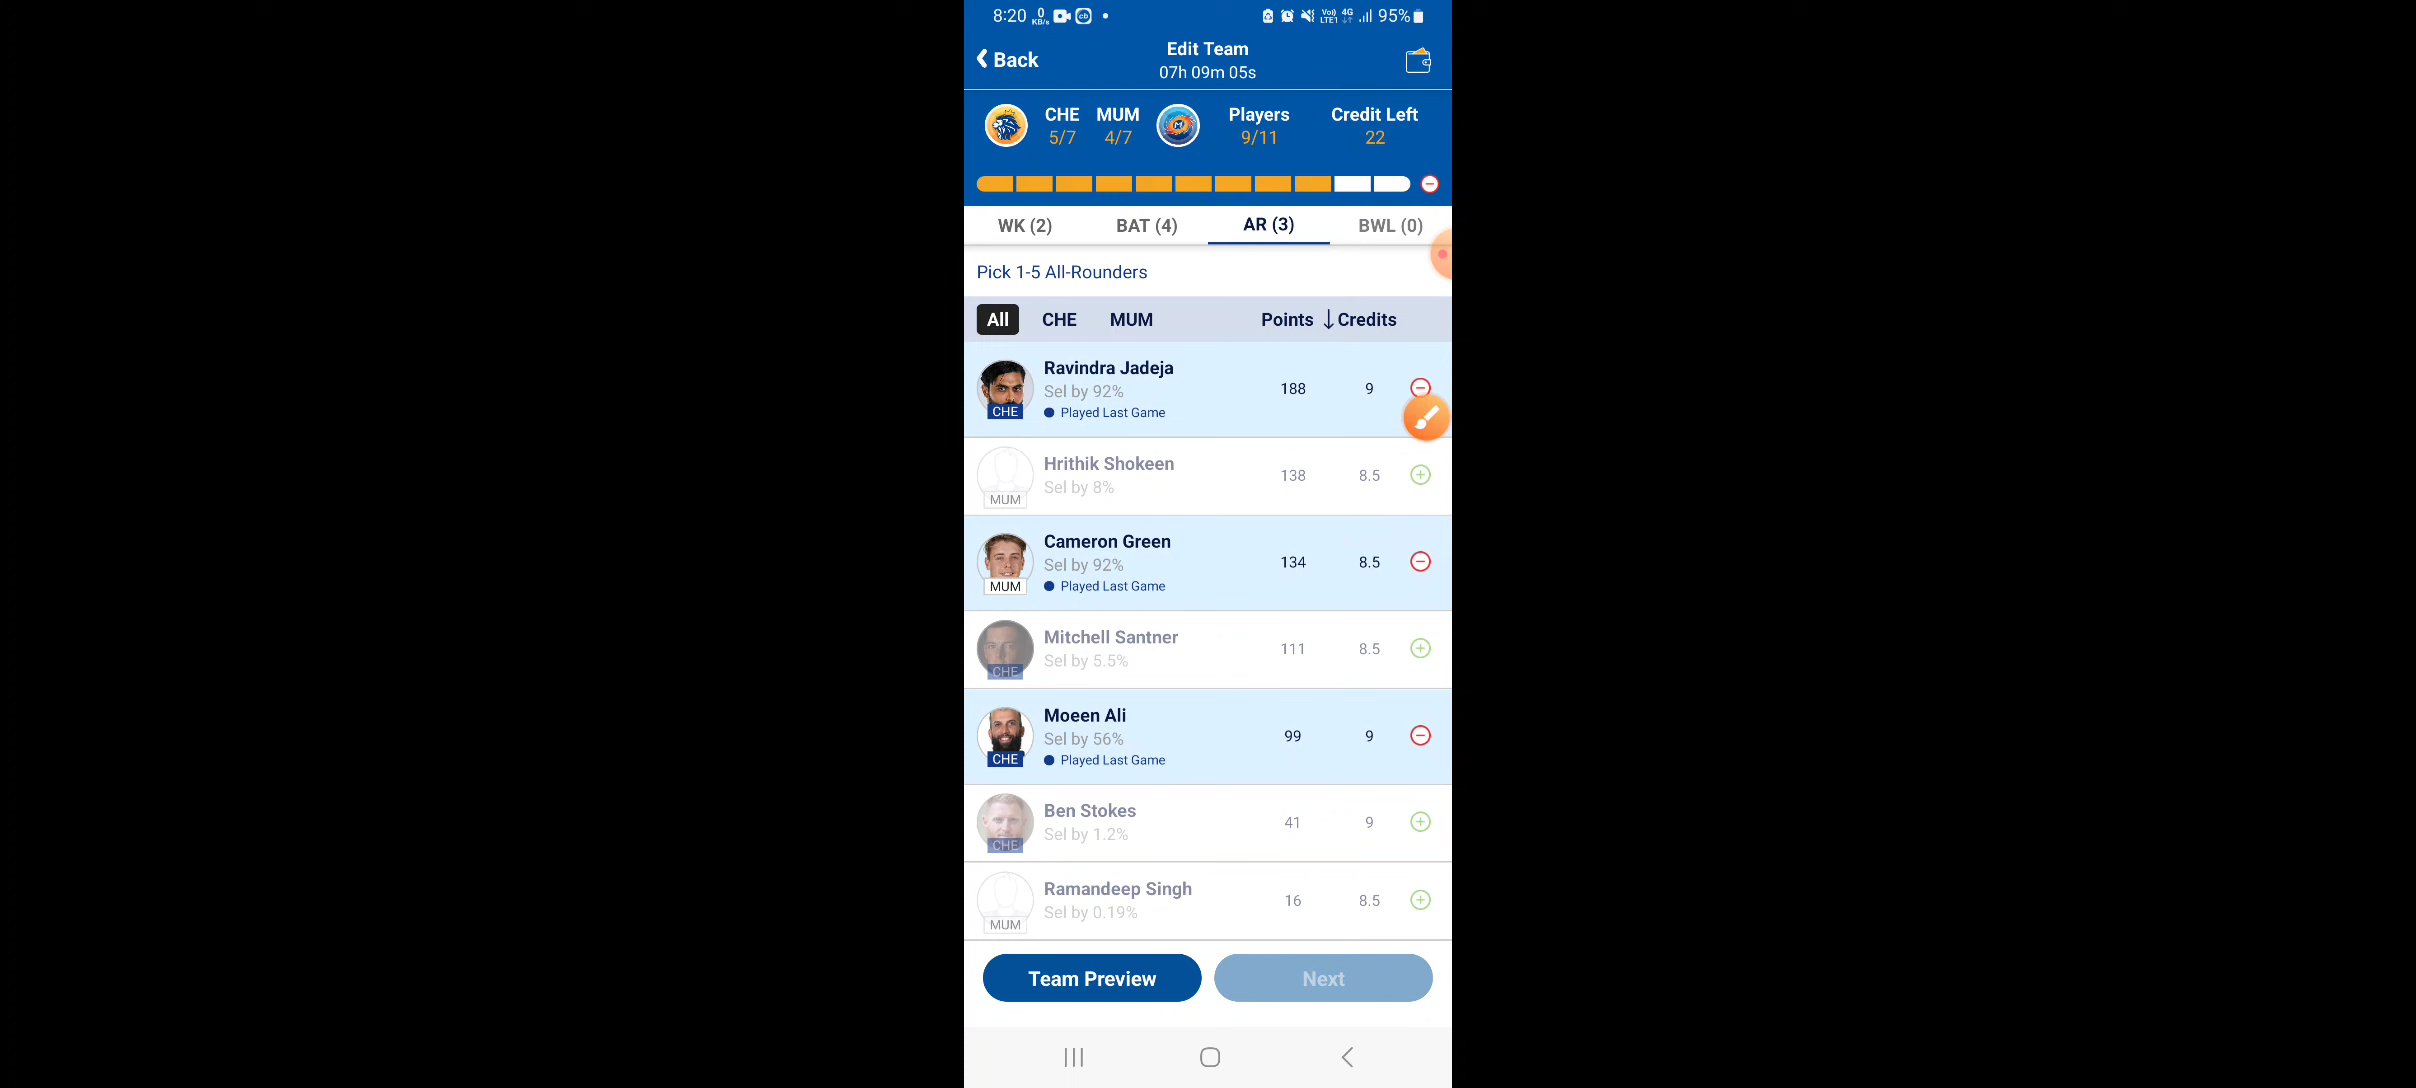 8:20 0 KB/s cb Vo) LTE1 4G 95%
Back
Edit Team
07h 09m 05s
CHE MUM Players Credit Left
5/7 4/7 9/11 22
WK (2) BAT (4) AR (3) BWL (0)
Pick 1-5 All-Rounders
All CHE MUM Points ↓ Credits
Ravindra Jadeja
Sel by 92%
Played Last Game
CHE
188 9
Hrithik Shokeen
Sel by 8%
MUM
138 8.5
Cameron Green
Sel by 92%
Played Last Game
MUM
134 8.5
Mitchell Santner
Sel by 5.5%
CHE
111 8.5
Moeen Ali
Sel by 56%
Played Last Game
CHE
99 9
Ben Stokes
Sel by 1.2%
CHE
41 9
Ramandeep Singh
Sel by 0.19%
MUM
16 8.5
Team Preview Next